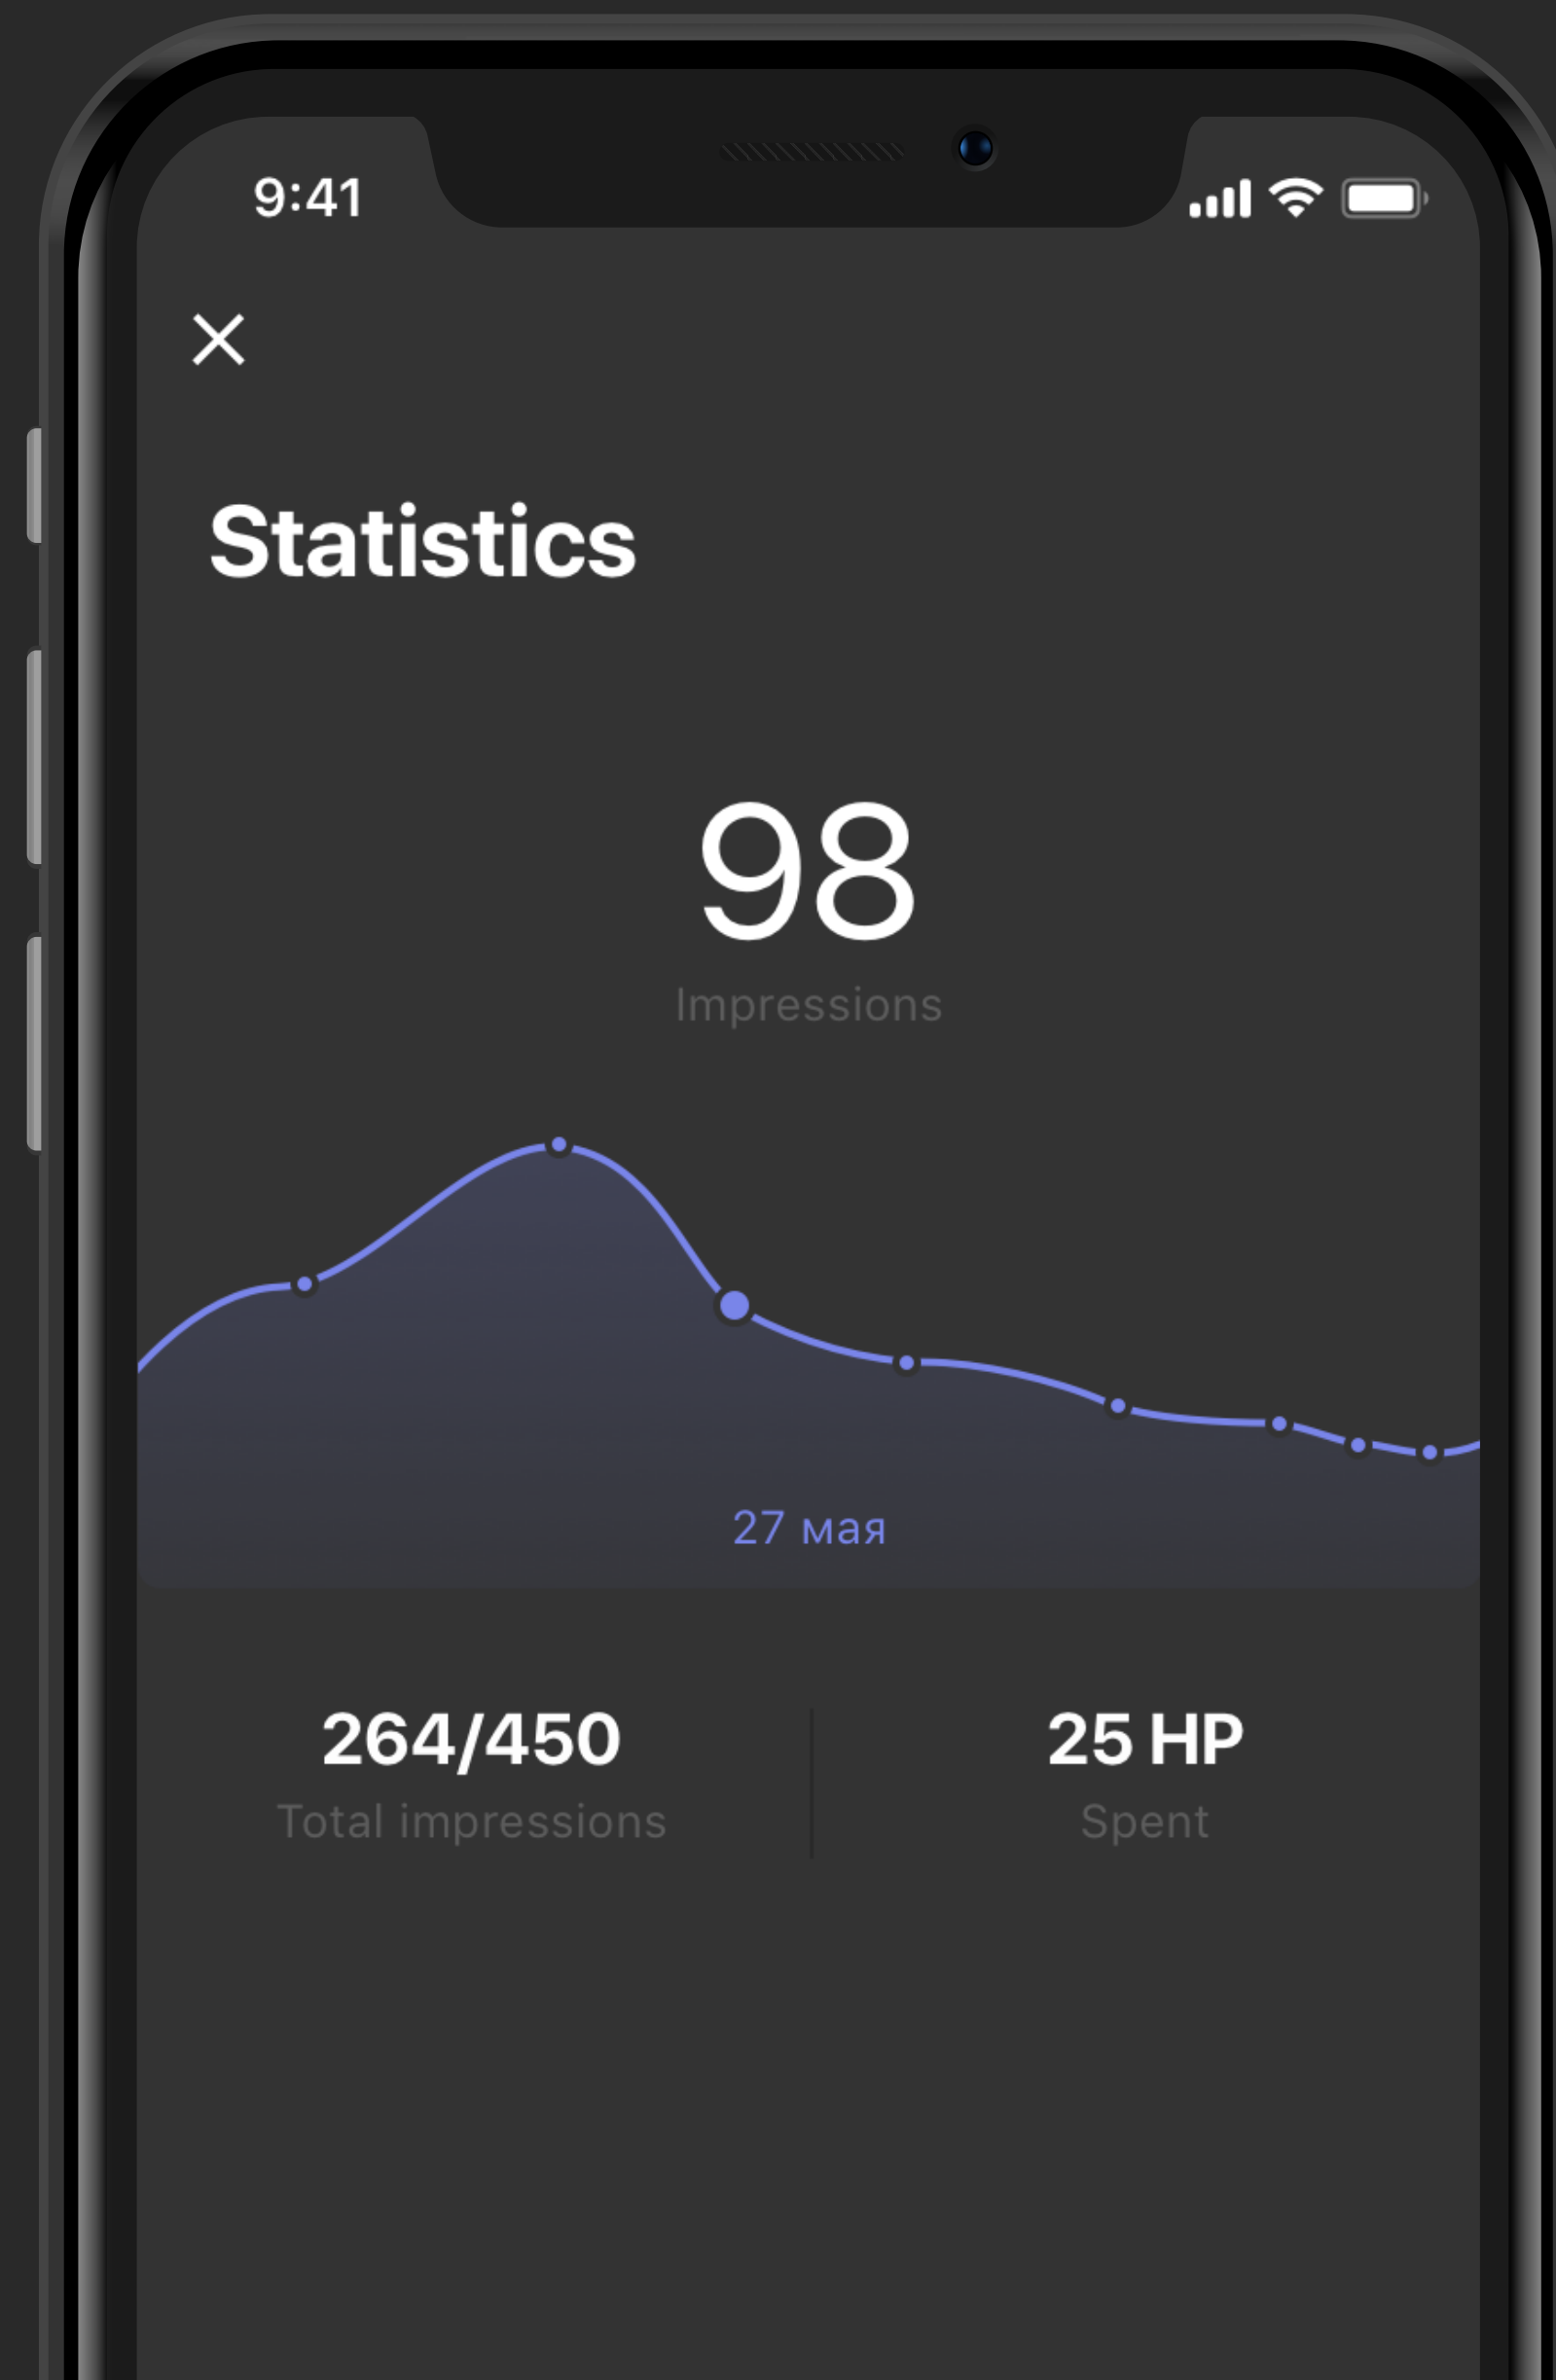 9:41
Statistics
98
Impressions
27 мая
264/450
Total impressions
25 HP
Spent